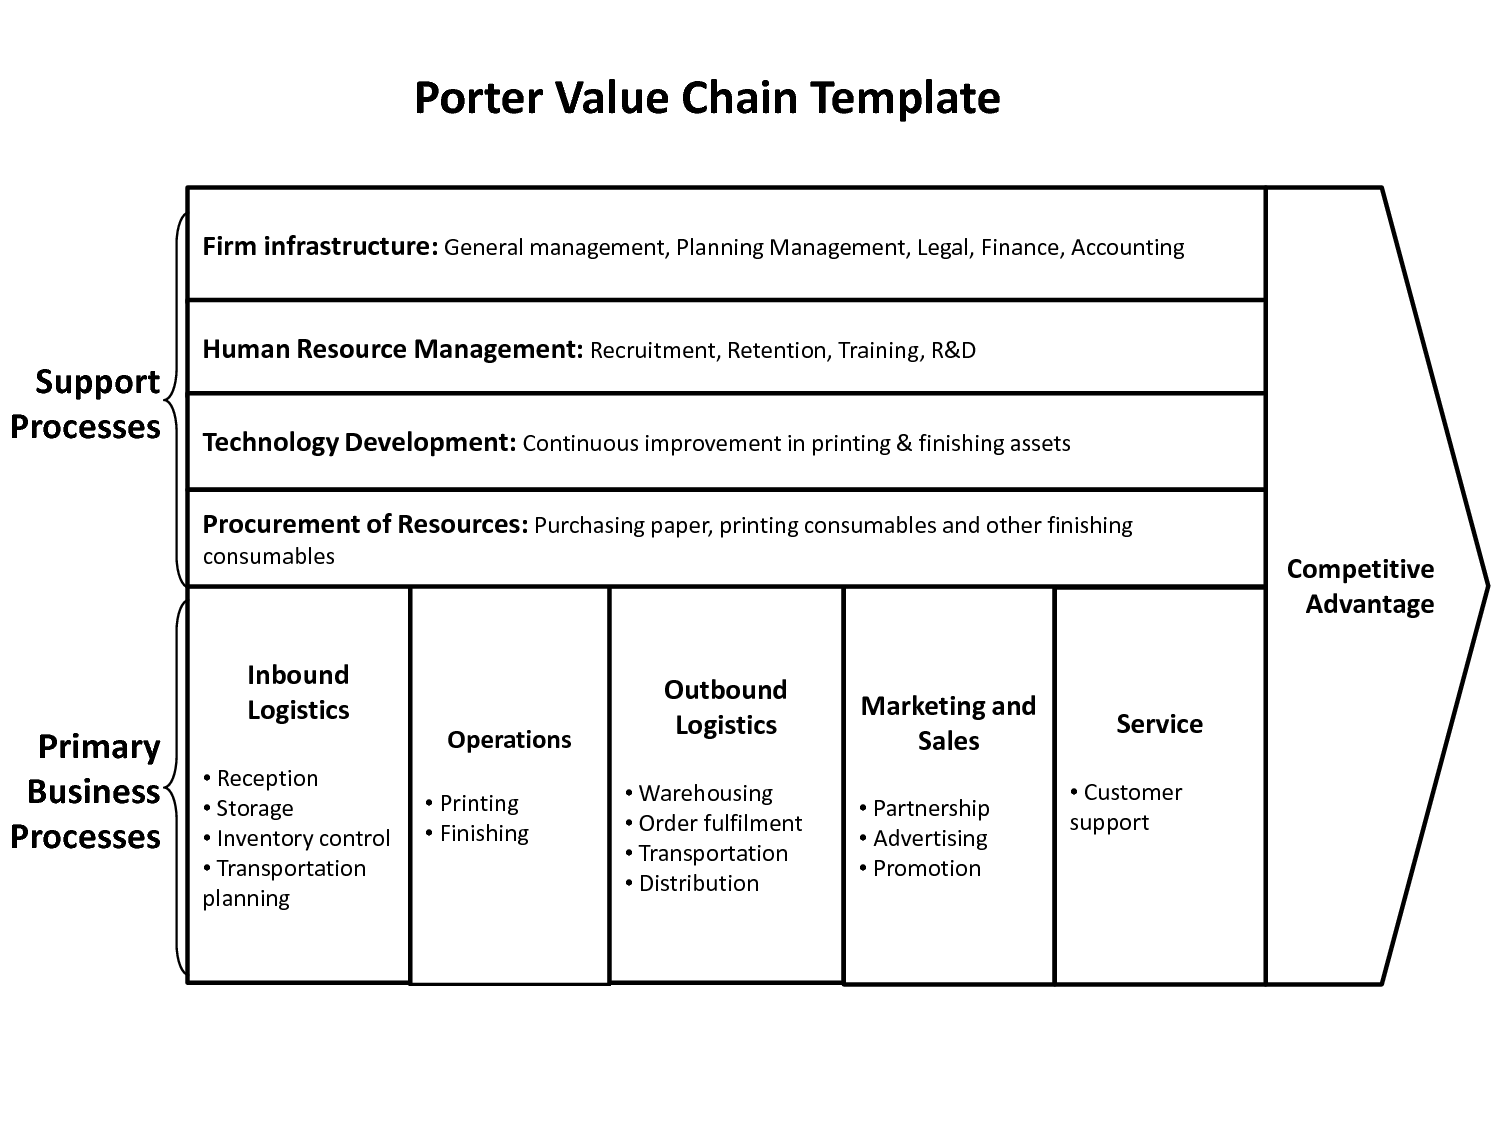 Porter Value Chain Template
Support
Processes
Firm infrastructure: General management, Planning Management, Legal, Finance, Accounting
Human Resource Management: Recruitment, Retention, Training, R&D
Technology Development: Continuous improvement in printing & finishing assets
Procurement of Resources: Purchasing paper, printing consumables and other finishing
consumables
Primary
Business
Processes
Inbound
Logistics
• Reception
• Storage
• Inventory control
• Transportation
planning
Operations
• Printing
• Finishing
Outbound
Logistics
• Warehousing
• Order fulfilment
• Transportation
• Distribution
Marketing and
Sales
• Partnership
• Advertising
• Promotion
Service
• Customer
support
Competitive
Advantage